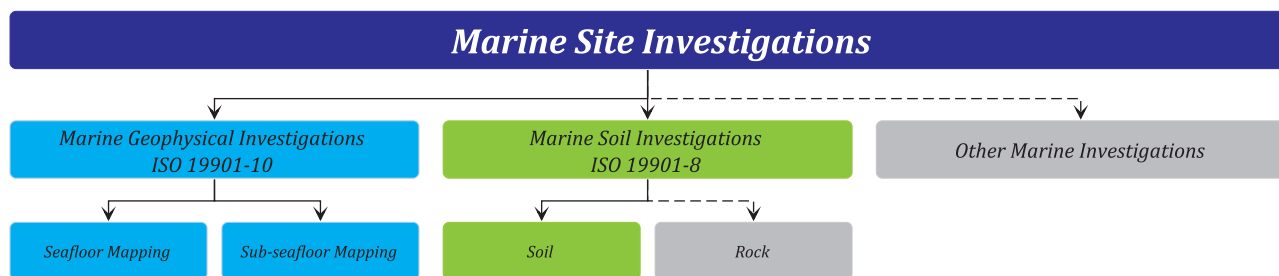 Marine Site Investigations
Marine Geophysical Investigations
ISO 19901-10
Marine Soil Investigations
ISO 19901-8
Other Marine Investigations
Seafloor Mapping
Sub-seafloor Mapping
Soil
Rock